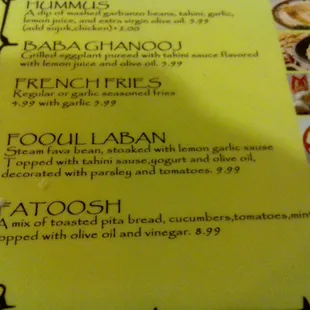 HUMMUS
A dip of mashed garbanzo beans, tahini, garlic,
lemon juice, and extra virgin olive oil. 5.99
(add sujuk,chicken)+2.00
BABA GHANOOJ
Grilled eggplant pureed with tahini sauce flavored
with lemon juice and olive oil. 5.99
FRENCH FRIES
Regular or garlic seasoned fries
4.99 with garlic 5.99
FOOUL LABAN
Steam fava bean, stoaked with lemon garlic sause
Topped with tahini sause,yogurt and olive oil,
decorated with parsley and tomatoes. 9.99
FATOOSH
A mix of toasted pita bread, cucumbers,tomatoes,mint
topped with olive oil and vinegar. 8.99